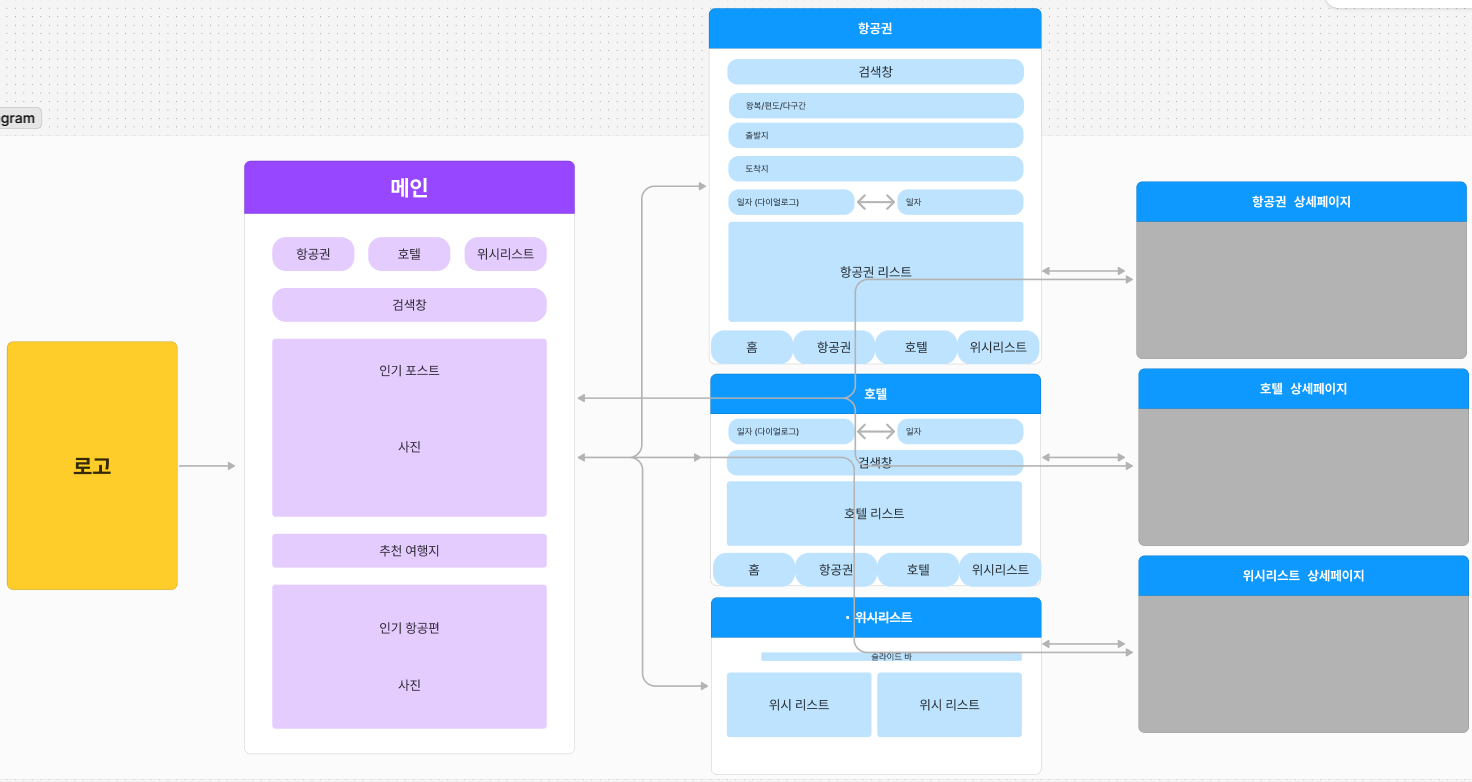 gram
로고
메인
항공권
호텔
위시리스트
검색창
인기 포스트
사진
추천 여행지
인기 항공편
사진
항공권
검색창
왕복/편도/다구간
출발지
도착지
일자 (다이얼로그)
일자
항공권 리스트
홈
항공권
호텔
위시리스트
호텔
일자 (다이얼로그)
일자
검색창
호텔 리스트
홈
항공권
호텔
위시리스트
· 위시리스트
슬라이드 바
위시 리스트
위시 리스트
항공권 상세페이지
호텔 상세페이지
위시리스트 상세페이지